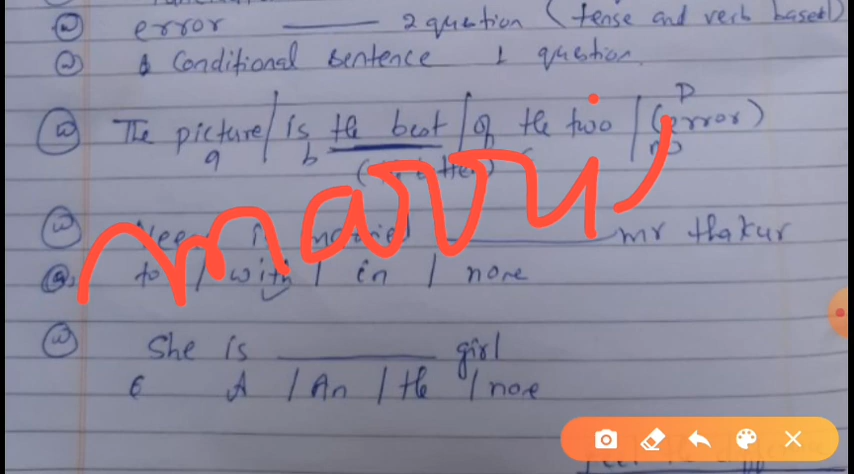 error ——— 2 question (tense and verb based)
Conditional sentence 1 question.
The picture / is the best / of the two / (error)
a b no D
is mr thakur
to / with / in / none
She is ——— girl
A / An / the / none